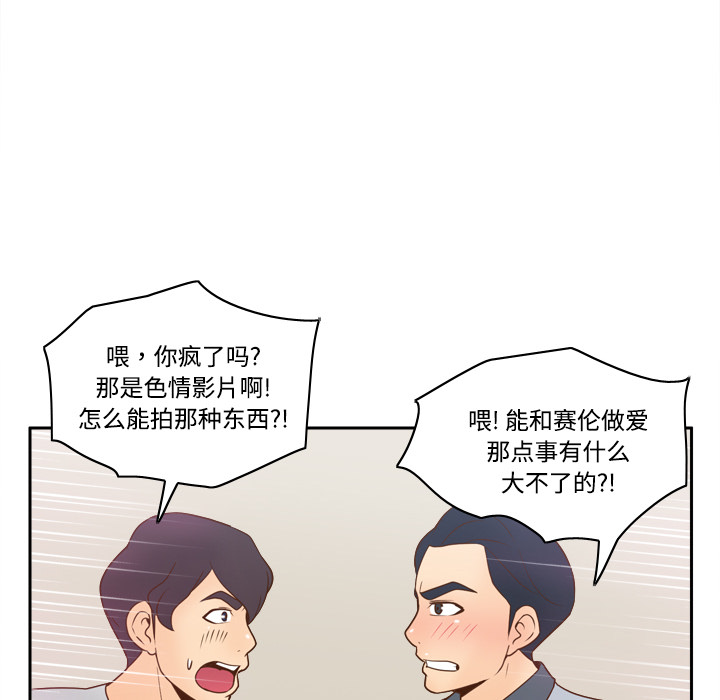 喂，你疯了吗?
那是色情影片啊!
怎么能拍那种东西?!
喂! 能和赛伦做爱
那点事有什么
大不了的?!